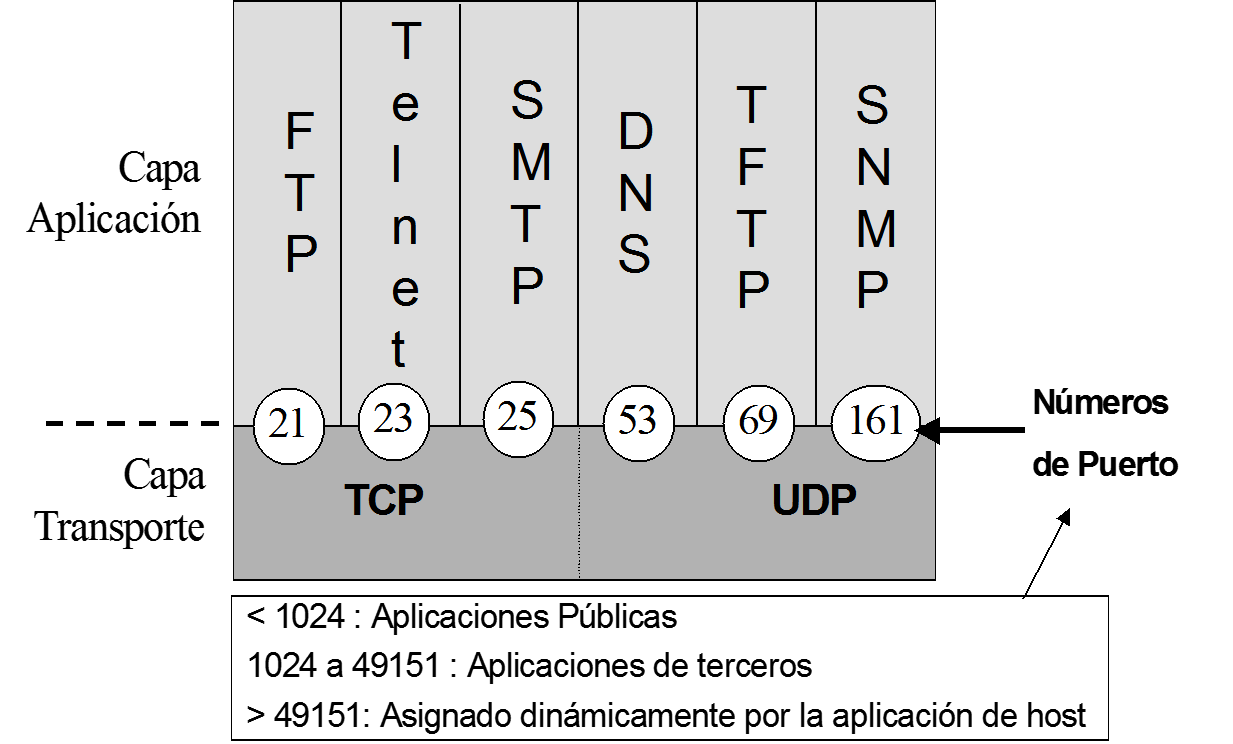 Capa
Aplicación
FTP
Telnet
SMTP
DNS
TFTP
SNMP
21
23
25
53
69
161
Números
de Puerto
Capa
Transporte
TCP
UDP
< 1024 : Aplicaciones Públicas
1024 a 49151 : Aplicaciones de terceros
> 49151: Asignado dinámicamente por la aplicación de host